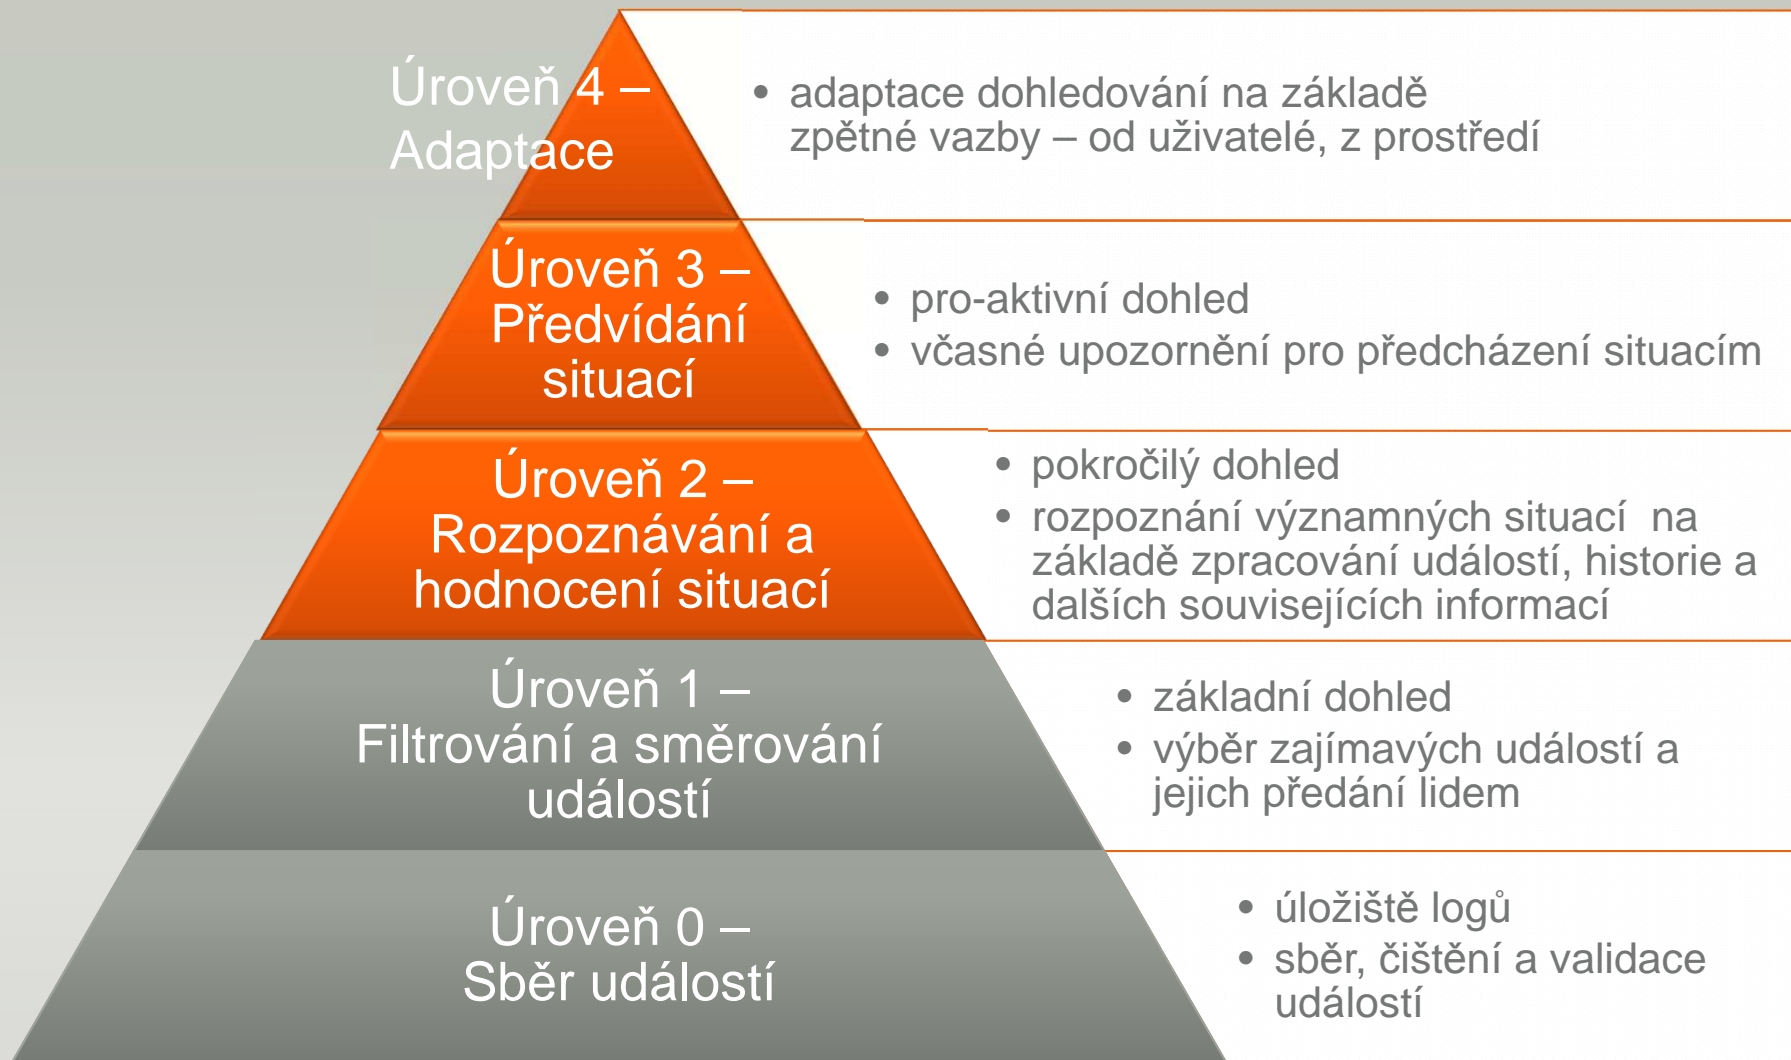 Úroveň 4 –
Adaptace
• adaptace dohledování na základě
zpětné vazby – od uživatelé, z prostředí
Úroveň 3 –
Předvídání
situací
• pro-aktivní dohled
• včasné upozornění pro předcházení situacím
Úroveň 2 –
Rozpoznávání a
hodnocení situací
• pokročilý dohled
• rozpoznání významných situací na
základě zpracování událostí, historie a
dalších souvisejících informací
Úroveň 1 –
Filtrování a směrování
událostí
• základní dohled
• výběr zajímavých událostí a
jejich předání lidem
Úroveň 0 –
Sběr událostí
• úložiště logů
• sběr, čištění a validace
událostí